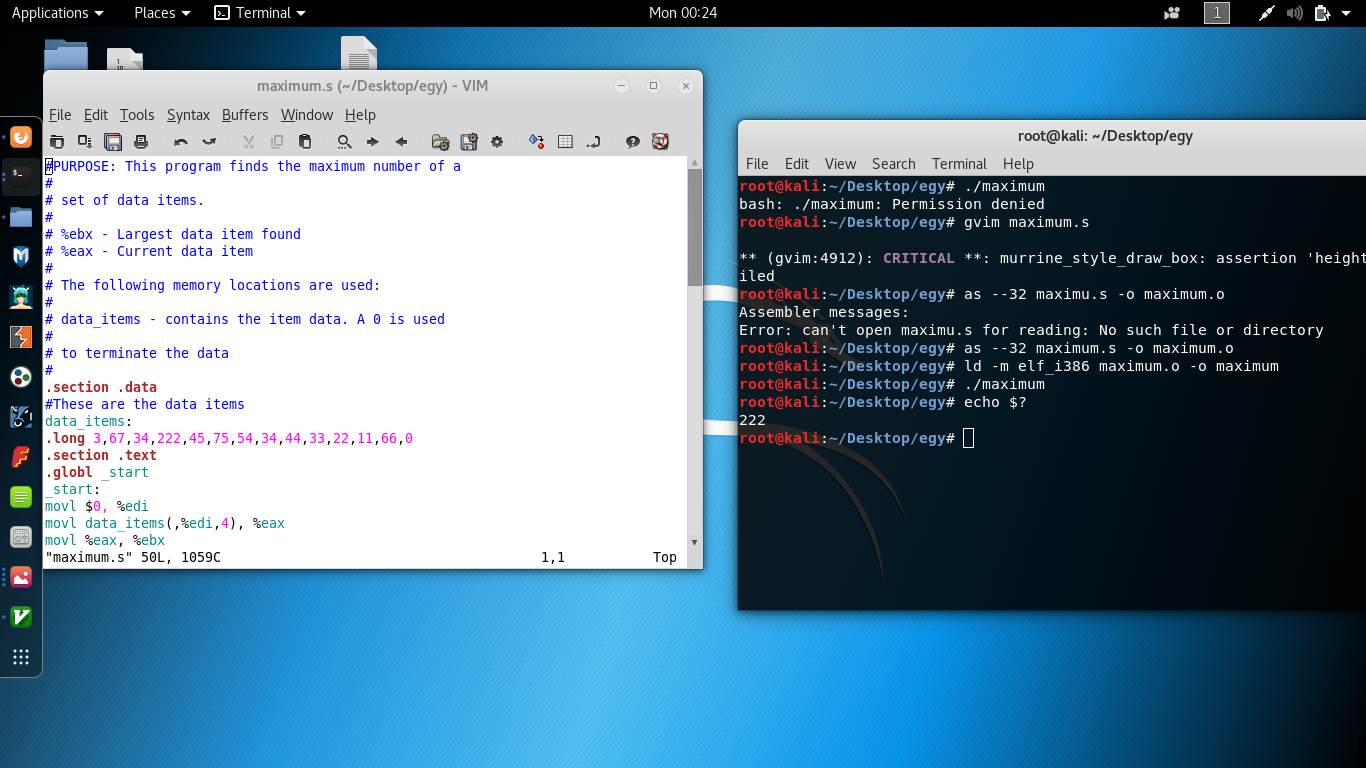 Applications Places Terminal Mon 00:24 1
maximum.s (~/Desktop/egy) - VIM
File Edit Tools Syntax Buffers Window Help
#PURPOSE: This program finds the maximum number of a
#
# set of data items.
#
# %ebx - Largest data item found
# %eax - Current data item
#
# The following memory locations are used:
#
# data_items - contains the item data. A 0 is used
#
# to terminate the data
#
.section .data
#These are the data items
data_items:
.long 3,67,34,222,45,75,54,34,44,33,22,11,66,0
.section .text
.globl _start
_start:
movl $0, %edi
movl data_items(,%edi,4), %eax
movl %eax, %ebx
"maximum.s" 50L, 1059C 1,1 Top
root@kali: ~/Desktop/egy
File Edit View Search Terminal Help
root@kali:~/Desktop/egy# ./maximum
bash: ./maximum: Permission denied
root@kali:~/Desktop/egy# gvim maximum.s
** (gvim:4912): CRITICAL **: murrine_style_draw_box: assertion 'height
iled
root@kali:~/Desktop/egy# as --32 maximu.s -o maximum.o
Assembler messages:
Error: can't open maximu.s for reading: No such file or directory
root@kali:~/Desktop/egy# as --32 maximum.s -o maximum.o
root@kali:~/Desktop/egy# ld -m elf_i386 maximum.o -o maximum
root@kali:~/Desktop/egy# ./maximum
root@kali:~/Desktop/egy# echo $?
222
root@kali:~/Desktop/egy#